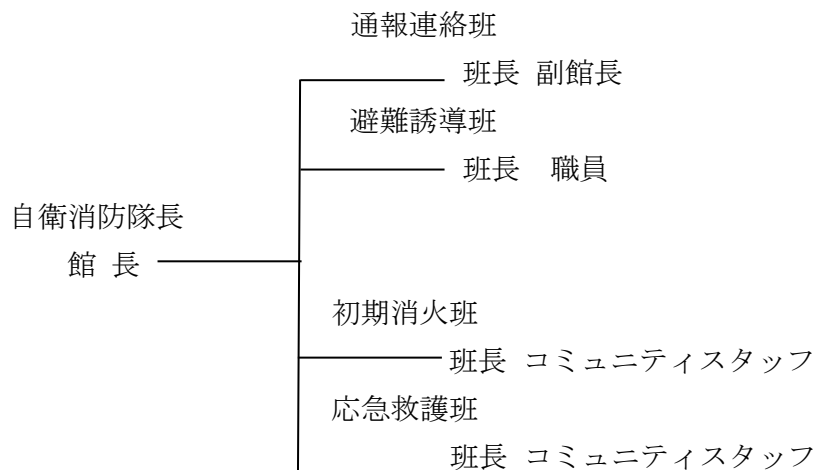 通報連絡班
班長 副館長
避難誘導班
班長 職員
自衛消防隊長
館 長
初期消火班
班長 コミュニティスタッフ
応急救護班
班長 コミュニティスタッフ